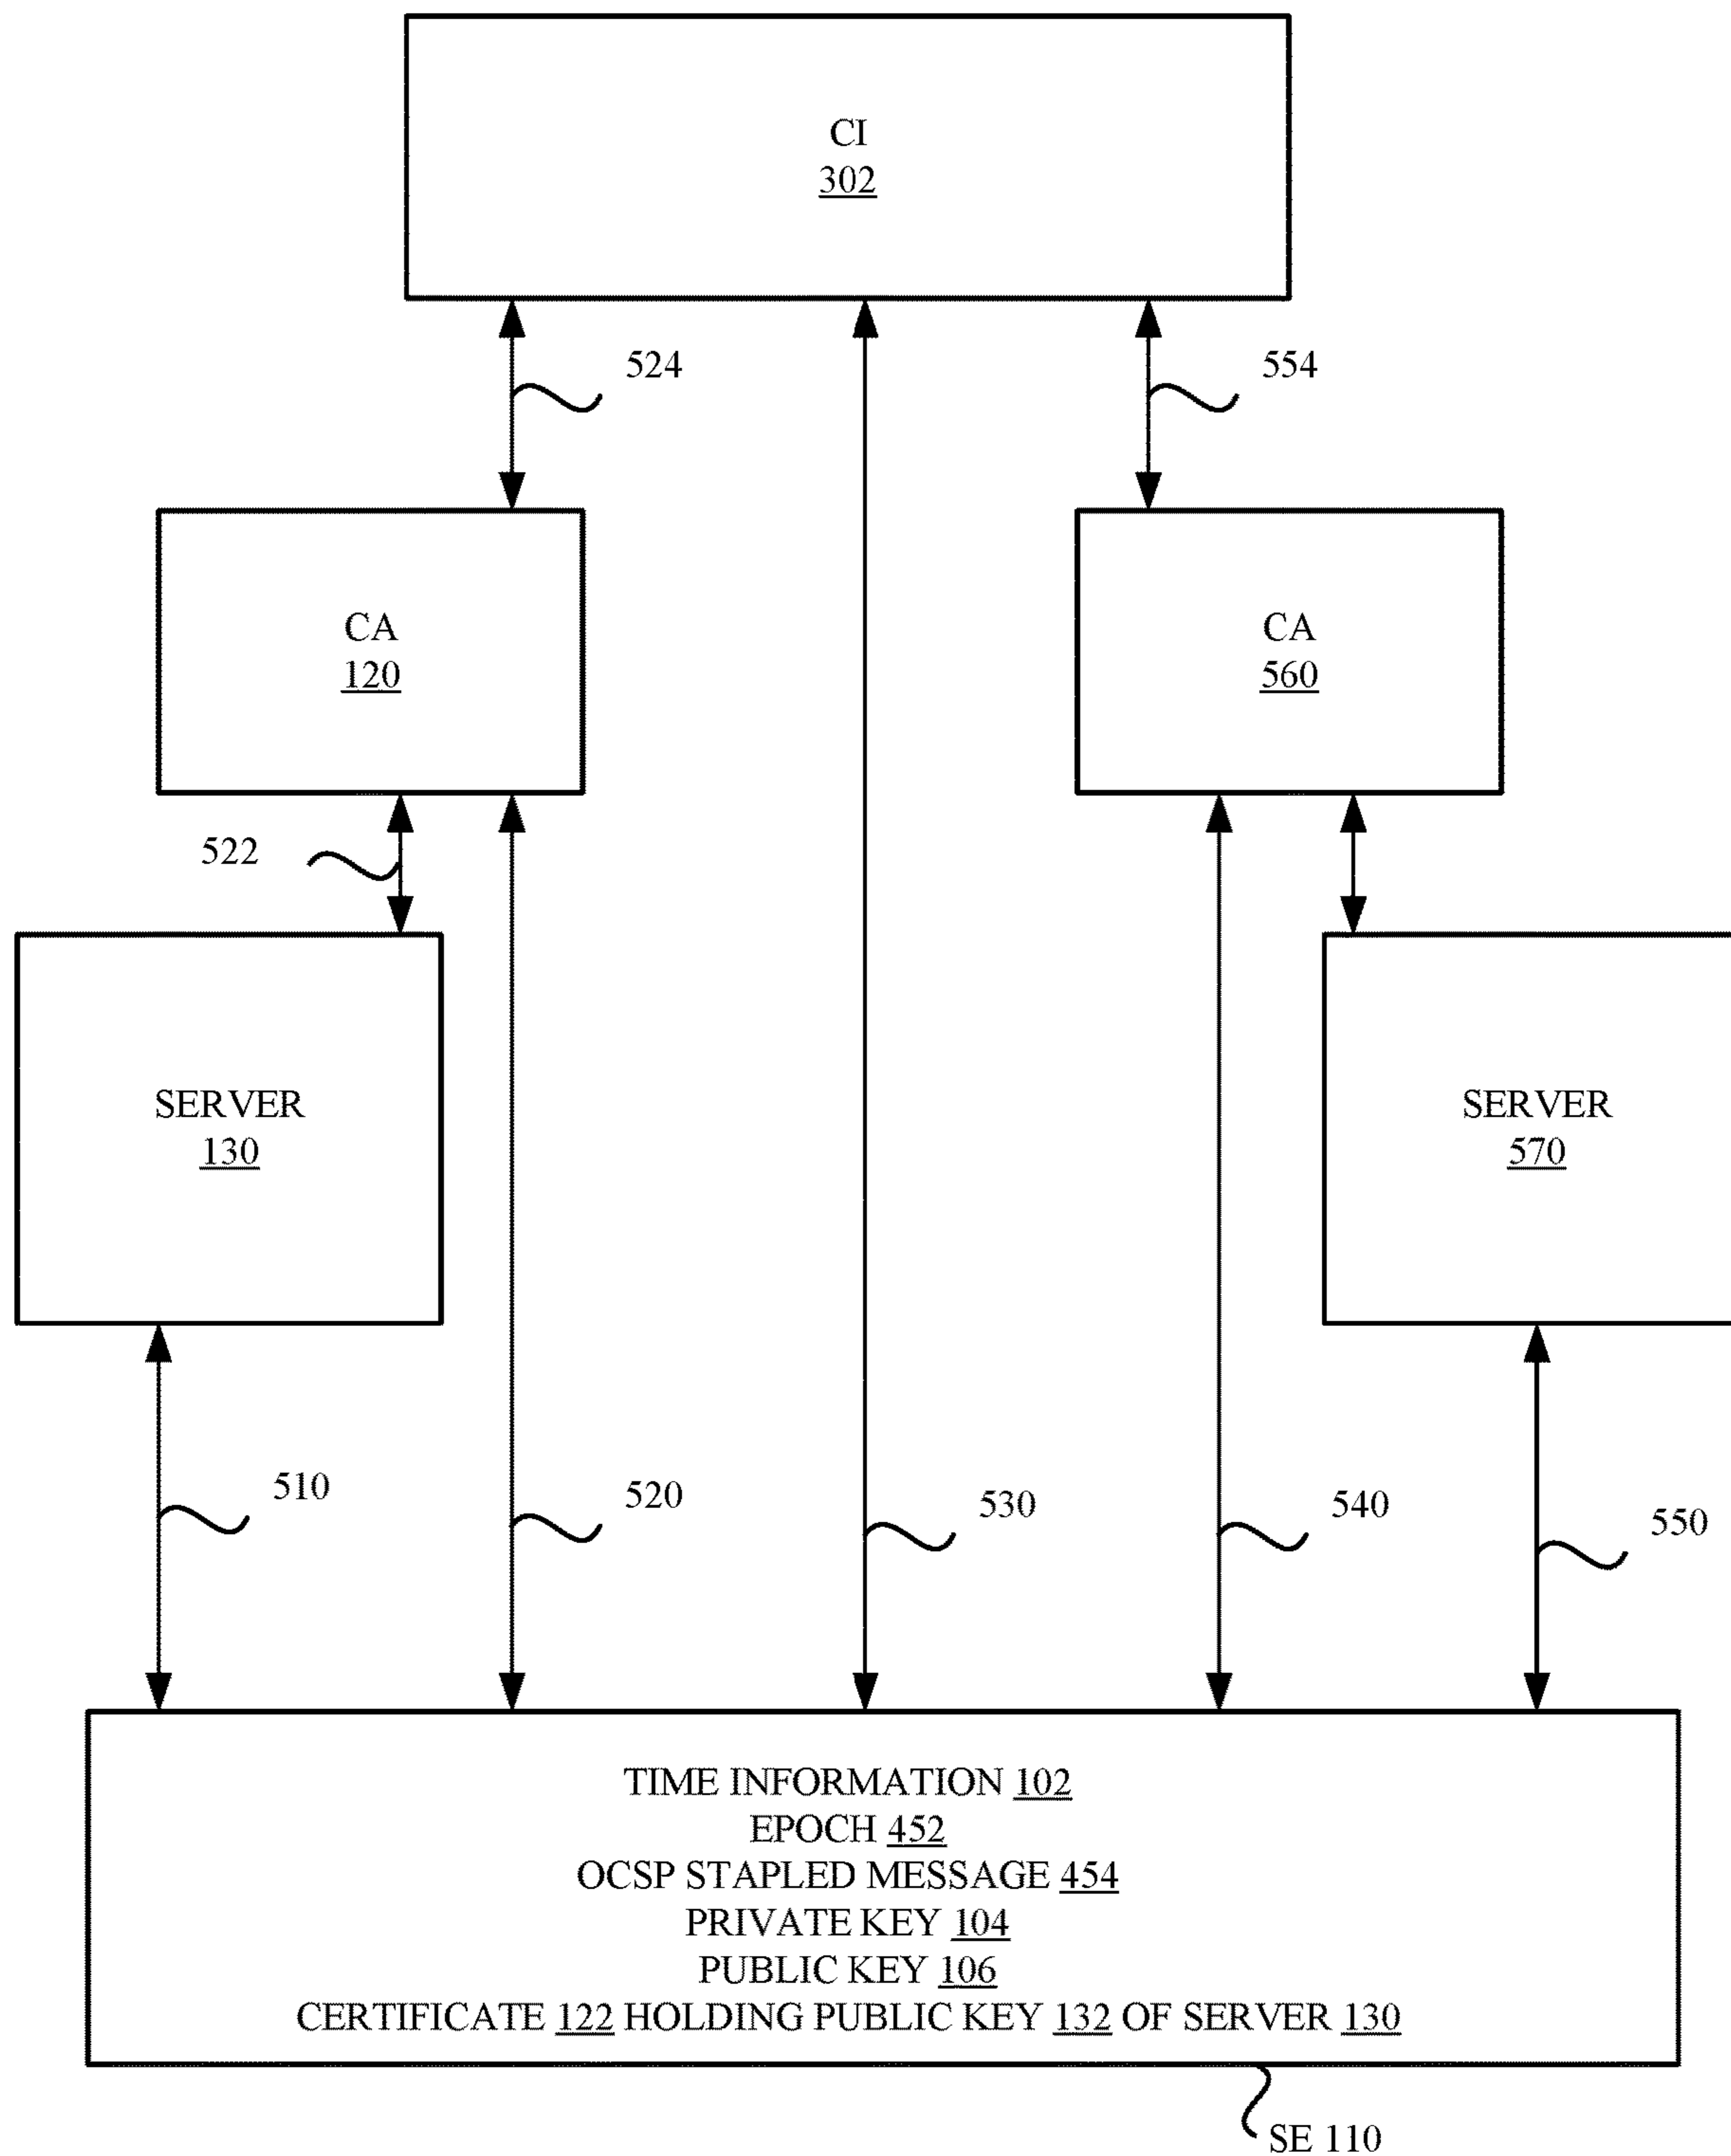 CI
302
524
554
CA
120
CA
560
522
SERVER
130
SERVER
570
510
520
530
540
550
TIME INFORMATION 102
EPOCH 452
OCSP STAPLED MESSAGE 454
PRIVATE KEY 104
PUBLIC KEY 106
CERTIFICATE 122 HOLDING PUBLIC KEY 132 OF SERVER 130
SE 110